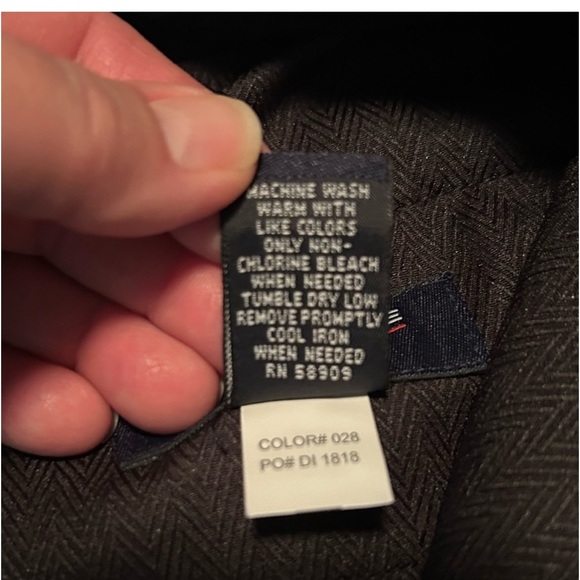 MACHINE WASH
WARM WITH
LIKE COLORS
ONLY NON-
CHLORINE BLEACH
WHEN NEEDED
TUMBLE DRY LOW
REMOVE PROMPTLY
COOL IRON
WHEN NEEDED
RN 58909
COLOR# 028
PO# DI 1818